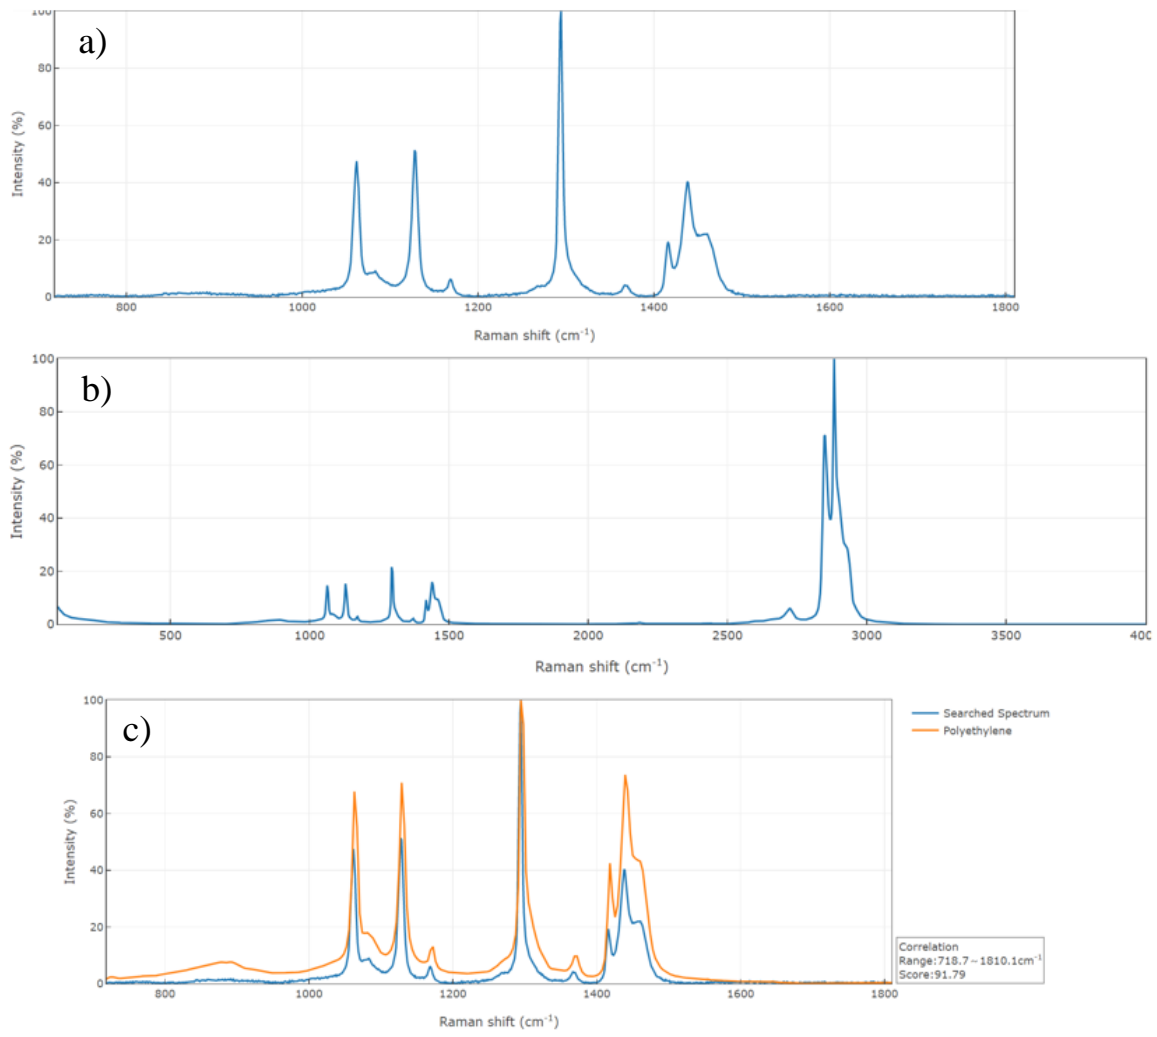 100
a)
80
60
40
20
0
Intensity (%)
800 1000 1200 1400 1600 1800
Raman shift (cm⁻¹)
100
b)
80
60
40
20
0
Intensity (%)
500 1000 1500 2000 2500 3000 3500 400
Raman shift (cm⁻¹)
100
c)
80
60
40
20
0
Intensity (%)
800 1000 1200 1400 1600 1800
Raman shift (cm⁻¹)
Searched Spectrum
Polyethylene
Correlation
Range:718.7～1810.1cm⁻¹
Score:91.79